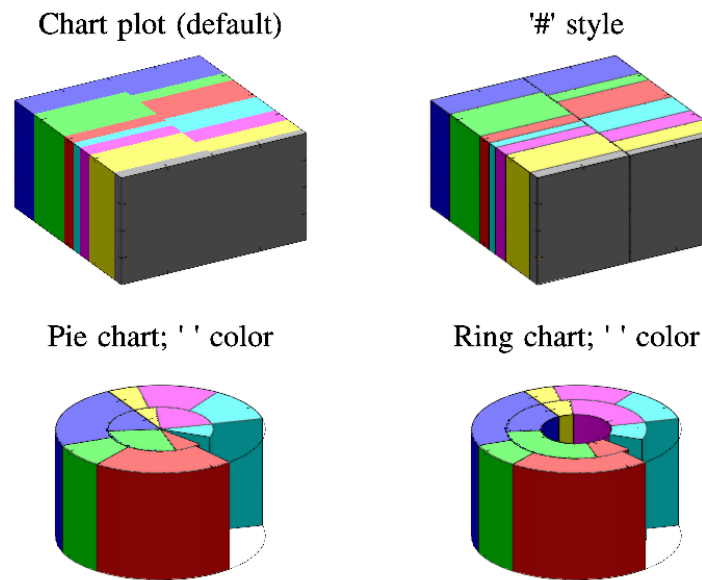 Chart plot (default)
'#' style
Pie chart; ' ' color
Ring chart; ' ' color